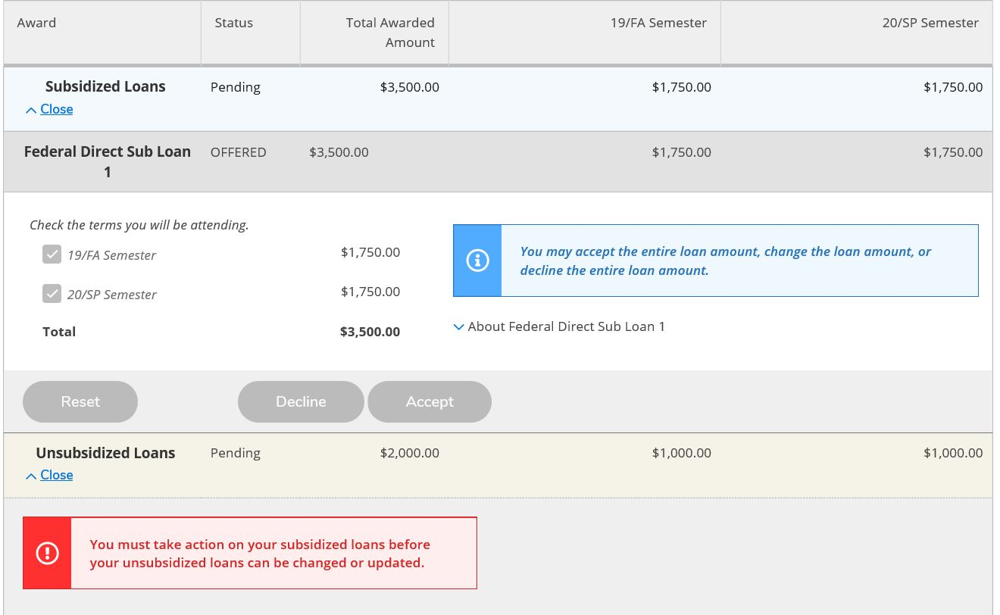 Award Status Total Awarded Amount 19/FA Semester 20/SP Semester
Subsidized Loans Pending $3,500.00 $1,750.00 $1,750.00
Close
Federal Direct Sub Loan 1 OFFERED $3,500.00 $1,750.00 $1,750.00
Check the terms you will be attending.
19/FA Semester $1,750.00
20/SP Semester $1,750.00
Total $3,500.00
You may accept the entire loan amount, change the loan amount, or
decline the entire loan amount.
About Federal Direct Sub Loan 1
Reset Decline Accept
Unsubsidized Loans Pending $2,000.00 $1,000.00 $1,000.00
Close
You must take action on your subsidized loans before
your unsubsidized loans can be changed or updated.